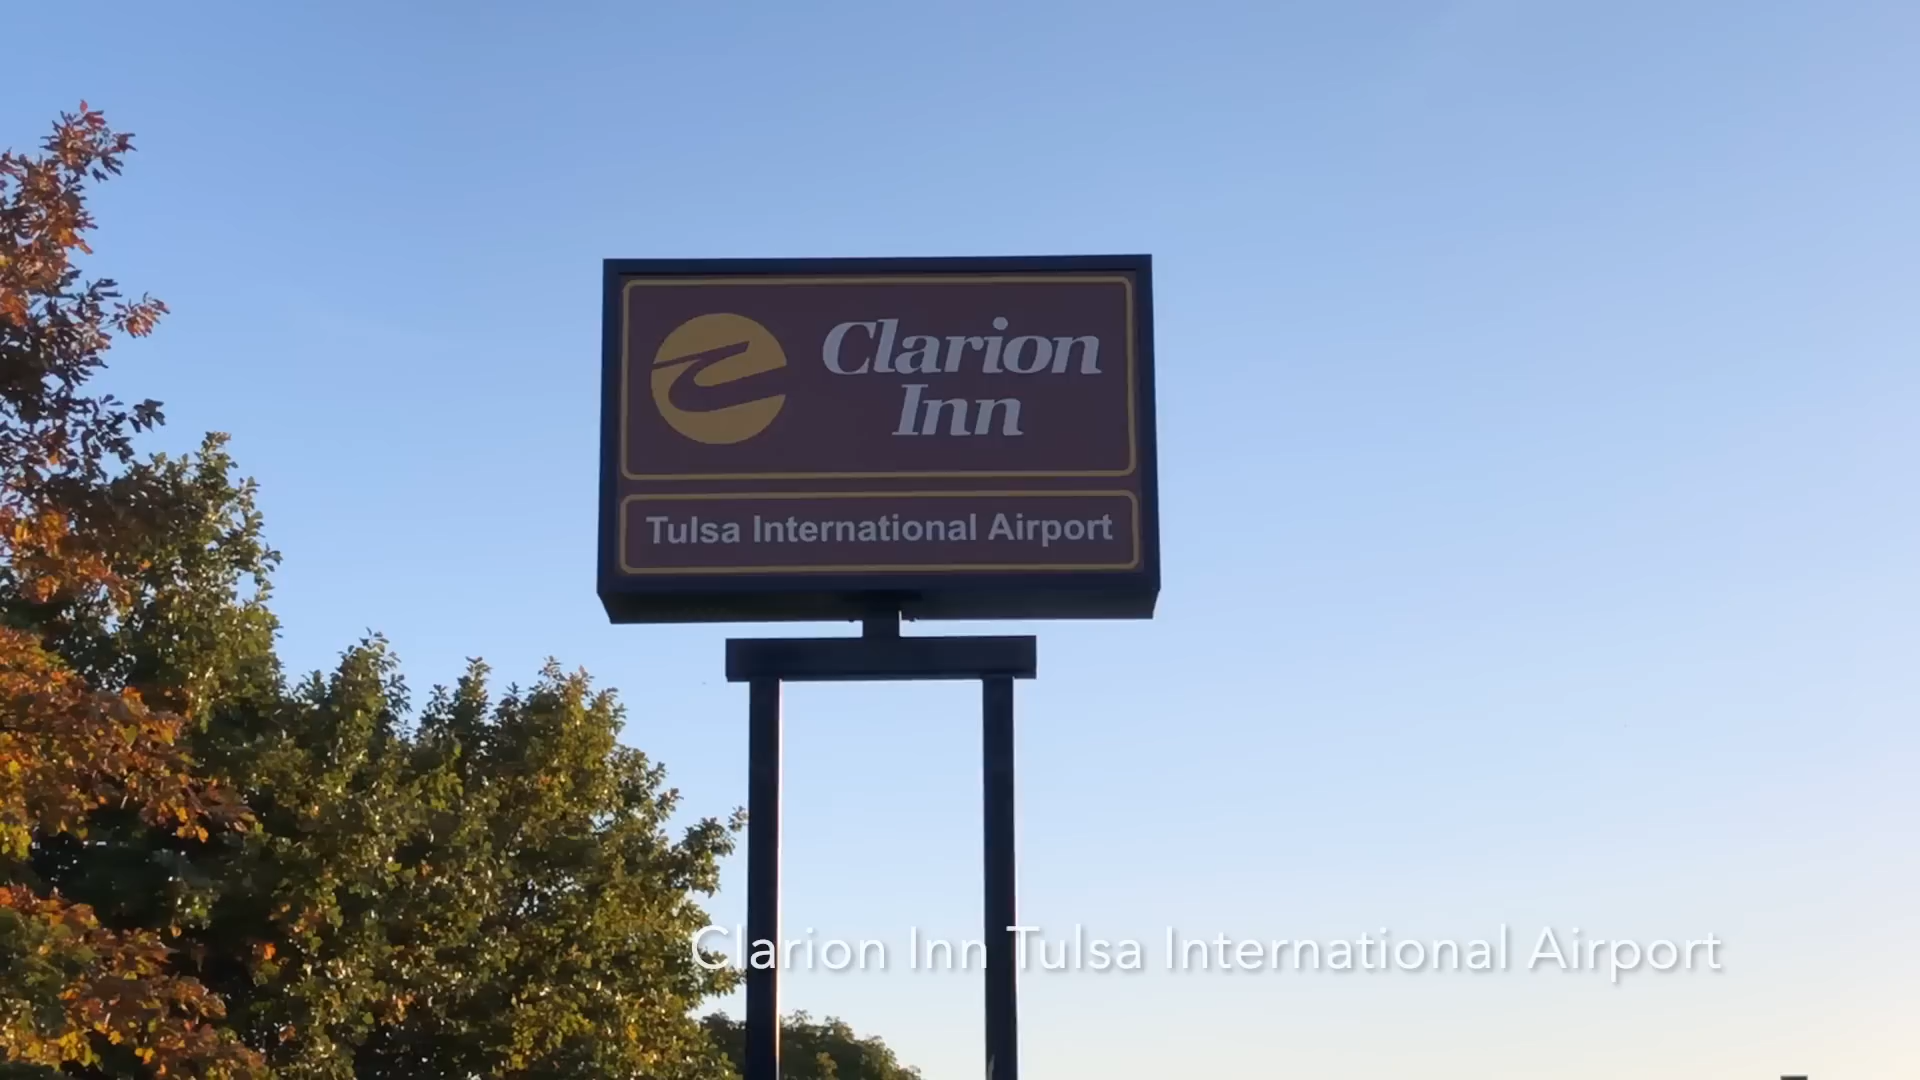 Clarion
Inn
Tulsa International Airport
Clarion Inn Tulsa International Airport